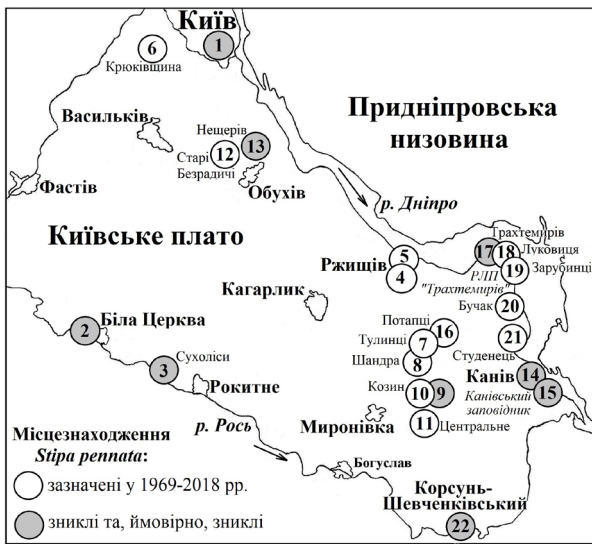 Київ
1
6
Крюківщина
Придніпровська
низовина
Васильків
Нещерів
13
12
Старі
Безрадичі
Обухів
Фастів
р. Дніпро
Трахтемирів
17
18
Луковиця
Київське плато
5
Ржищів
4
19
Зарубинці
РЛП
"Трахтемирів"
Кагарлик
Бучак
20
Потапці
16
Біла Церква
2
Тулинці
7
21
Студенець
Сухоліси
3
Шандра
8
Канів
14
Рокитне
Козин
10
9
15
Канівський
заповідник
р. Рось
Миронівка
11
Центральне
Місцезнаходження
Stipa pennata:
Богуслав
зазначені у 1969-2018 рр.
Корсунь-
Шевченківський
зниклі та, ймовірно, зниклі
22